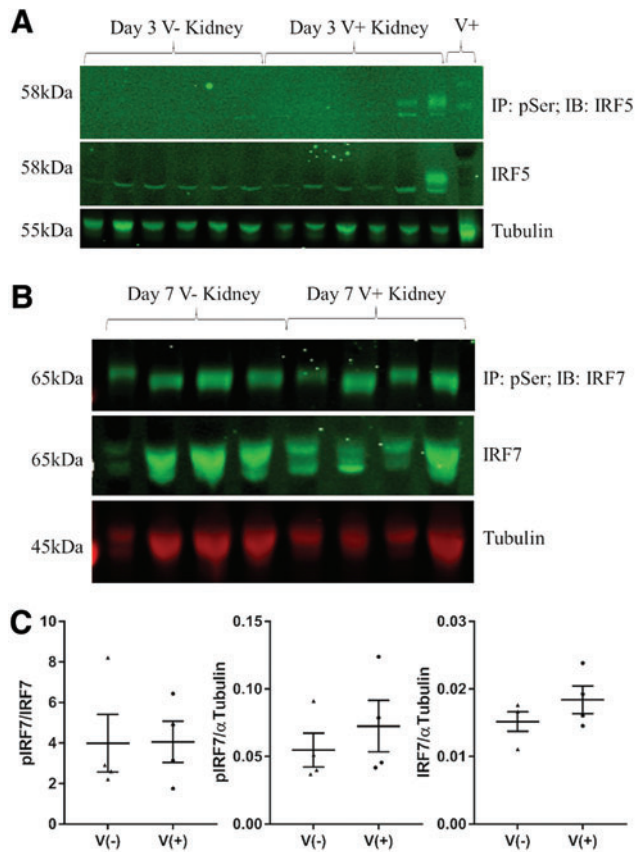 A
Day 3 V- Kidney
Day 3 V+ Kidney
V+
58kDa
IP: pSer; IB: IRF5
58kDa
IRF5
55kDa
Tubulin
B
Day 7 V- Kidney
Day 7 V+ Kidney
65kDa
IP: pSer; IB: IRF7
65kDa
IRF7
45kDa
Tubulin
C
pIRF7/IRF7
10
8
6
4
2
0
V(-)
V(+)
pIRF7/α Tubulin
0.15
0.10
0.05
0.00
V(-)
V(+)
IRF7/α Tubulin
0.03
0.02
0.01
0.00
V(-)
V(+)